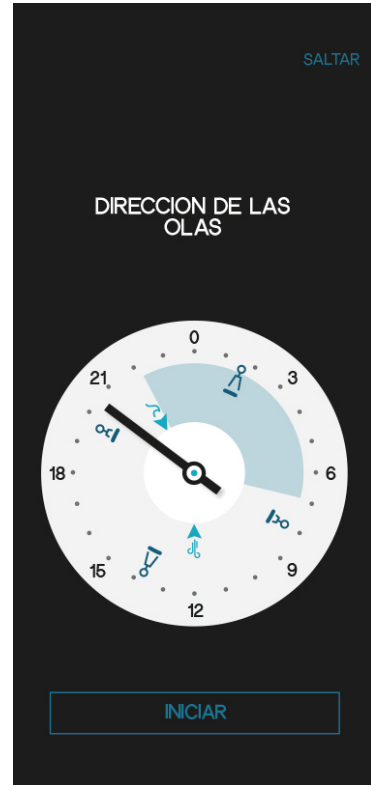 SALTAR
DIRECCION DE LAS
OLAS
0
21
3
18
6
15
9
12
INICIAR